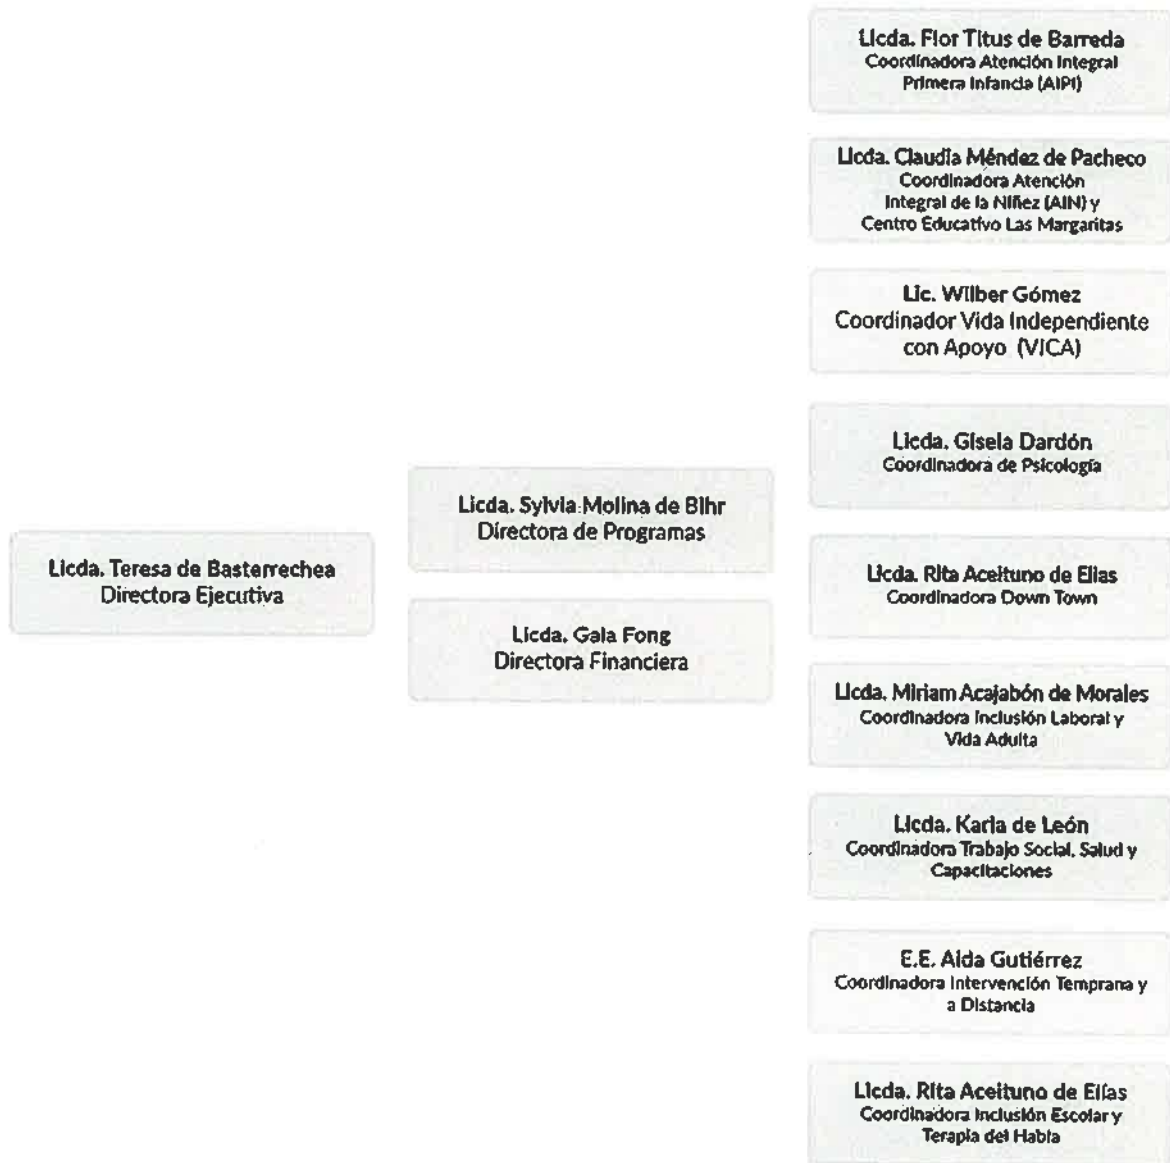 Licda. Flor Titus de Barreda
Coordinadora Atención Integral
Primera Infancia (AIPI)
Licda. Claudia Méndez de Pacheco
Coordinadora Atención
Integral de la Niñez (AIN) y
Centro Educativo Las Margaritas
Lic. Wilber Gómez
Coordinador Vida Independiente
con Apoyo (VICA)
Licda. Gisela Dardón
Coordinadora de Psicología
Licda. Sylvia Molina de Bihr
Directora de Programas
Licda. Teresa de Basterrechea
Directora Ejecutiva
Licda. Rita Aceituno de Elías
Coordinadora Down Town
Licda. Gala Fong
Directora Financiera
Licda. Miriam Acajabón de Morales
Coordinadora Inclusión Laboral y
Vida Adulta
Licda. Karla de León
Coordinadora Trabajo Social, Salud y
Capacitaciones
E.E. Aida Gutiérrez
Coordinadora Intervención Temprana y
a Distancia
Licda. Rita Aceituno de Elías
Coordinadora Inclusión Escolar y
Terapia del Habla